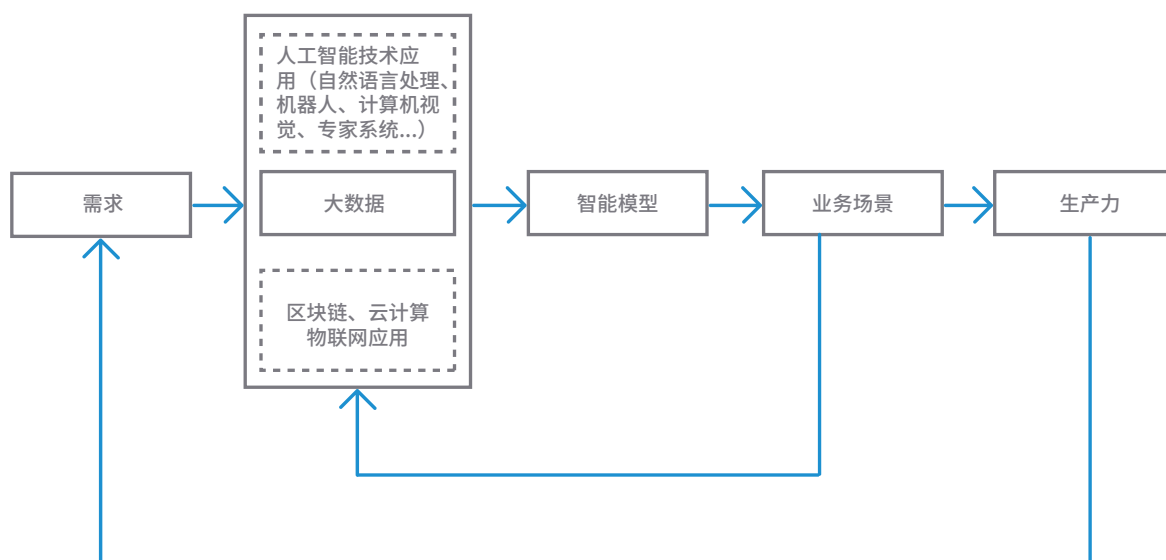 人工智能技术应
用（自然语言处理、
机器人、计算机视
觉、专家系统...）
需求
大数据
智能模型
业务场景
生产力
区块链、云计算
物联网应用